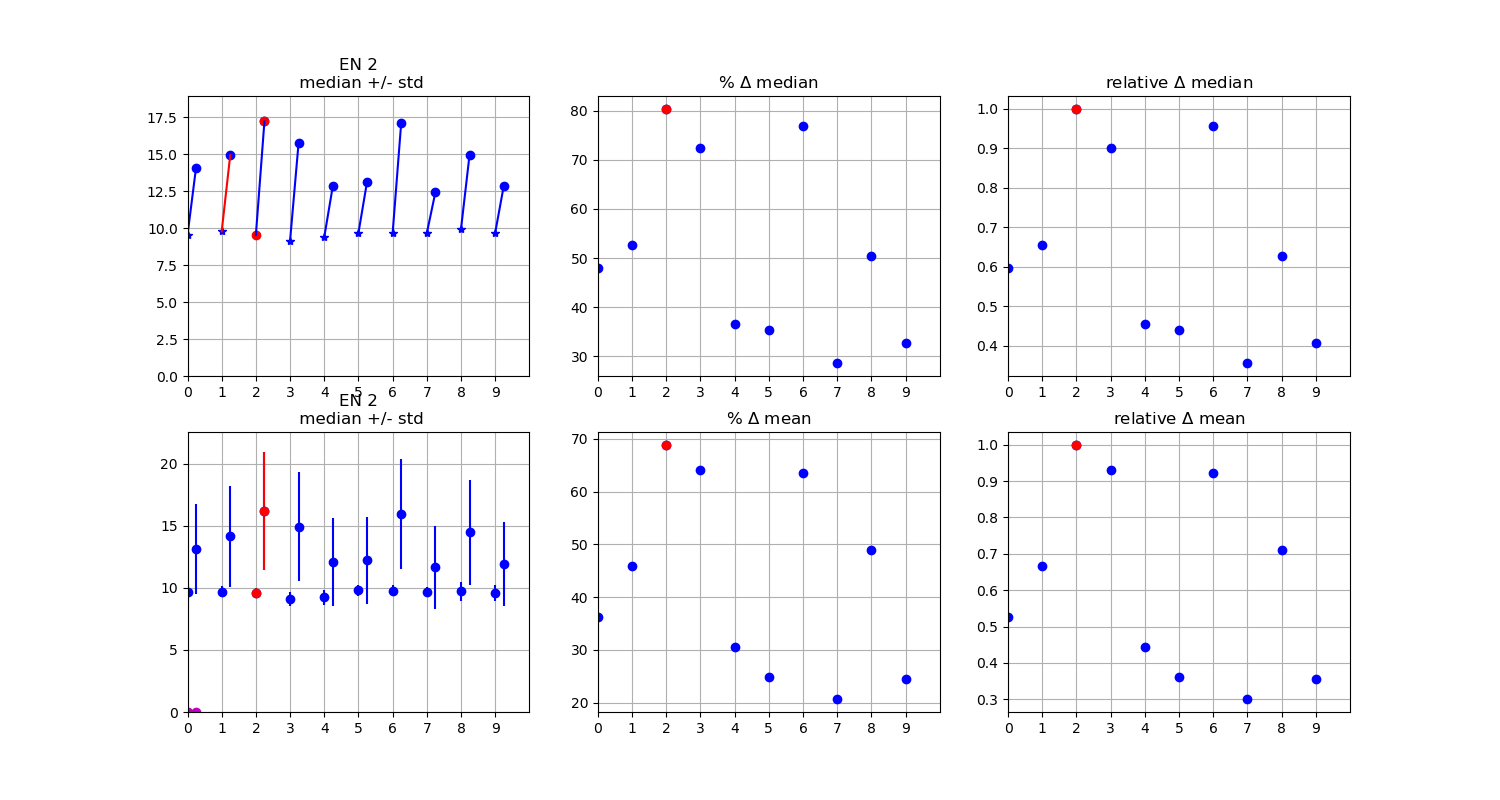 EN 2
median +/- std
% Δ median
relative Δ median
17.5
15.0
12.5
10.0
7.5
5.0
2.5
0.0
0 1 2 3 4 5 6 7 8 9
80
70
60
50
40
30
0 1 2 3 4 5 6 7 8 9
1.0
0.9
0.8
0.7
0.6
0.5
0.4
0 1 2 3 4 5 6 7 8 9
EN 2
median +/- std
% Δ mean
relative Δ mean
20
15
10
5
0
0 1 2 3 4 5 6 7 8 9
70
60
50
40
30
20
0 1 2 3 4 5 6 7 8 9
1.0
0.9
0.8
0.7
0.6
0.5
0.4
0.3
0 1 2 3 4 5 6 7 8 9